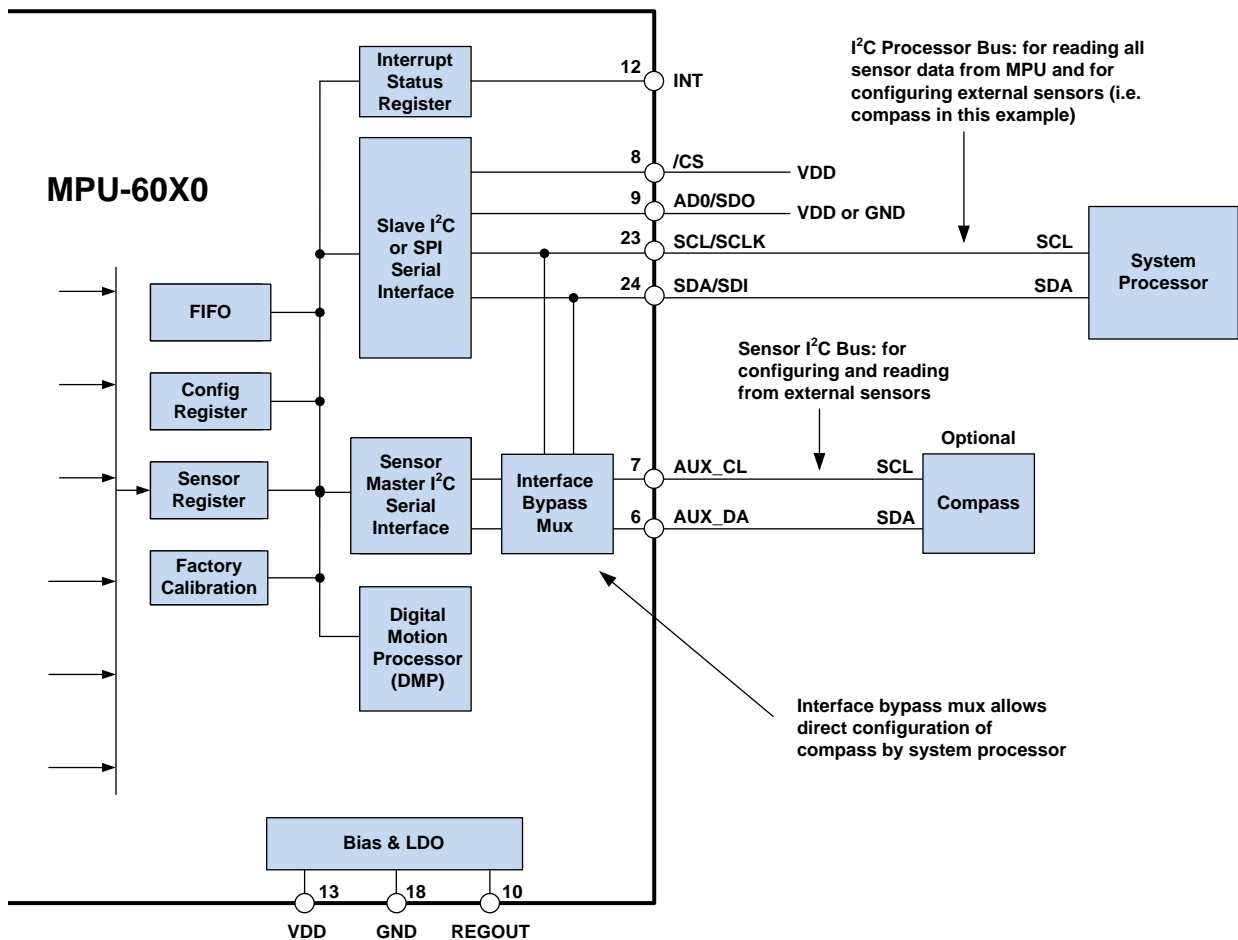 I²C Processor Bus: for reading all
sensor data from MPU and for
configuring external sensors (i.e.
compass in this example)
Interrupt
Status
Register
12
INT
MPU-60X0
Slave I²C
or SPI
Serial
Interface
8
/CS
VDD
9
AD0/SDO
VDD or GND
23
SCL/SCLK
SCL
24
SDA/SDI
SDA
System
Processor
FIFO
Config
Register
Sensor
Register
Factory
Calibration
Sensor I²C Bus: for
configuring and reading
from external sensors
Sensor
Master I²C
Serial
Interface
Interface
Bypass
Mux
7
AUX_CL
SCL
6
AUX_DA
SDA
Optional
Compass
Digital
Motion
Processor
(DMP)
Interface bypass mux allows
direct configuration of
compass by system processor
Bias & LDO
13
18
10
VDD
GND
REGOUT